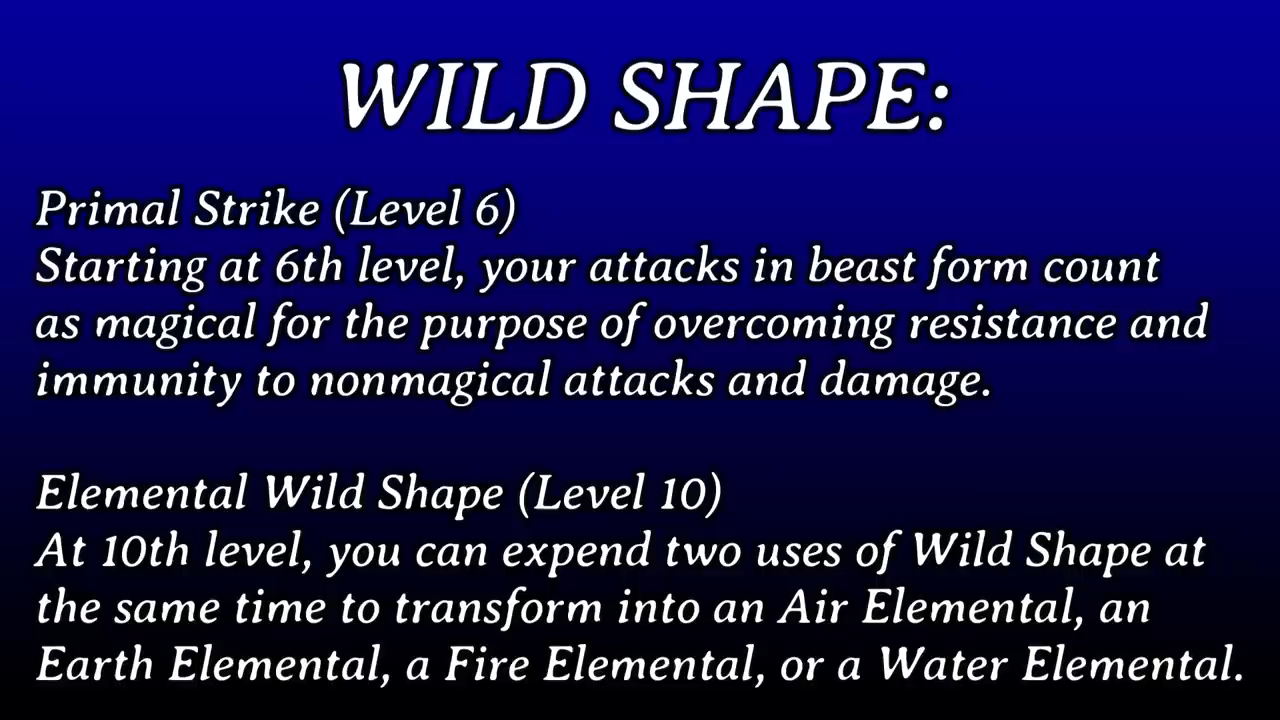 WILD SHAPE:
Primal Strike (Level 6)
Starting at 6th level, your attacks in beast form count
as magical for the purpose of overcoming resistance and
immunity to nonmagical attacks and damage.
Elemental Wild Shape (Level 10)
At 10th level, you can expend two uses of Wild Shape at
the same time to transform into an Air Elemental, an
Earth Elemental, a Fire Elemental, or a Water Elemental.